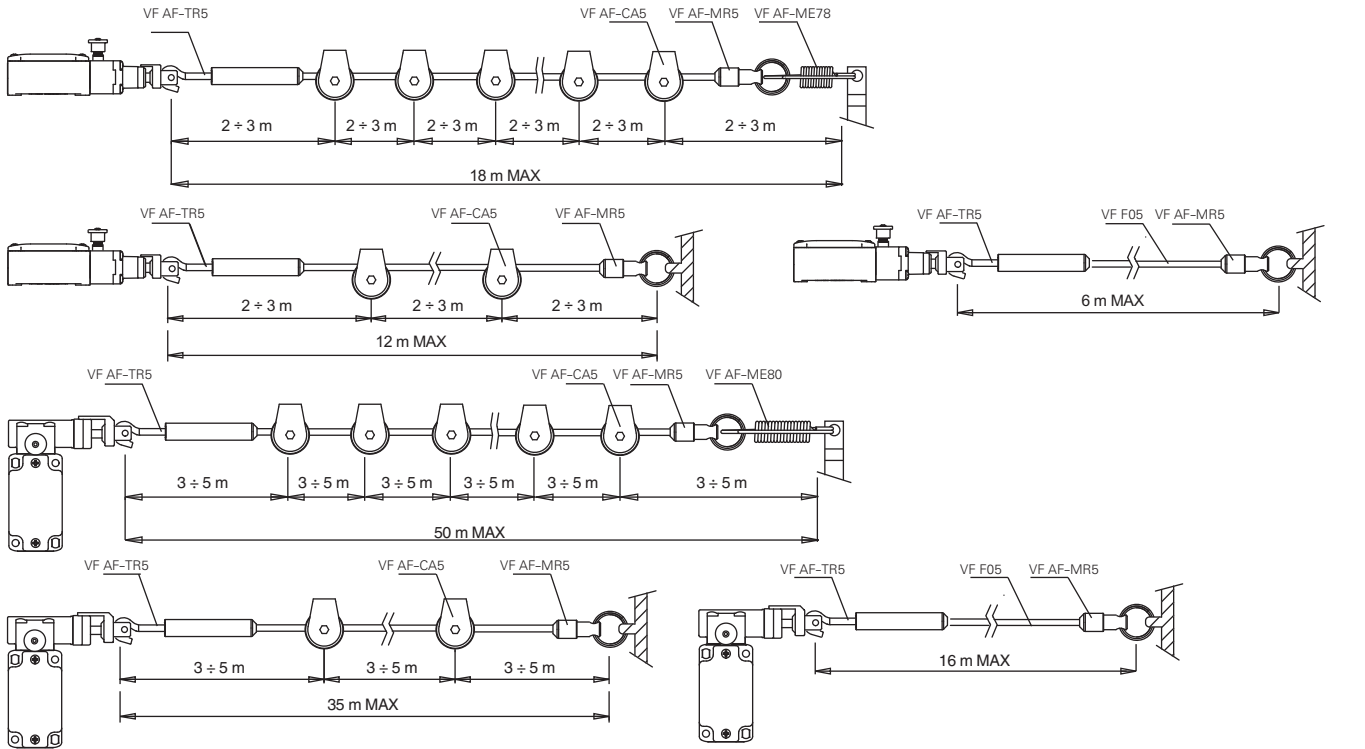 VF AF-TR5 VF AF-CA5 VF AF-MR5 VF AF-ME78
2 ÷ 3 m 2 ÷ 3 m 2 ÷ 3 m 2 ÷ 3 m 2 ÷ 3 m 2 ÷ 3 m
18 m MAX
VF AF-TR5 VF AF-CA5 VF AF-MR5
2 ÷ 3 m 2 ÷ 3 m 2 ÷ 3 m
12 m MAX
VF AF-TR5 VF F05 VF AF-MR5
6 m MAX
VF AF-TR5 VF AF-CA5 VF AF-MR5 VF AF-ME80
3 ÷ 5 m 3 ÷ 5 m 3 ÷ 5 m 3 ÷ 5 m 3 ÷ 5 m 3 ÷ 5 m
50 m MAX
VF AF-TR5 VF AF-CA5 VF AF-MR5
3 ÷ 5 m 3 ÷ 5 m 3 ÷ 5 m
35 m MAX
VF AF-TR5 VF F05 VF AF-MR5
16 m MAX